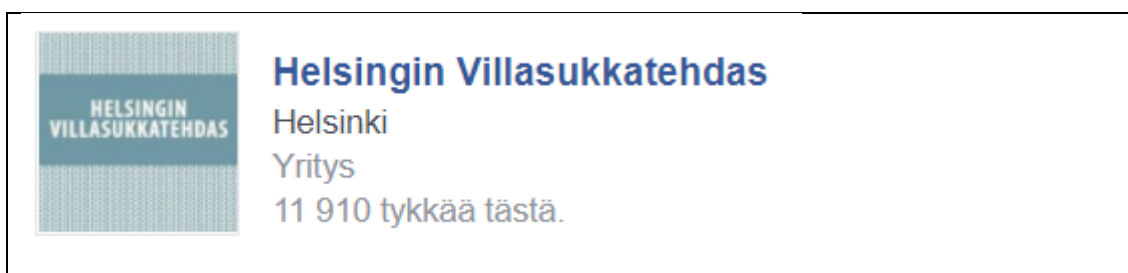 HELSINGIN
VILLASUKKATEHDAS
Helsingin Villasukkatehdas
Helsinki
Yritys
11 910 tykkää tästä.